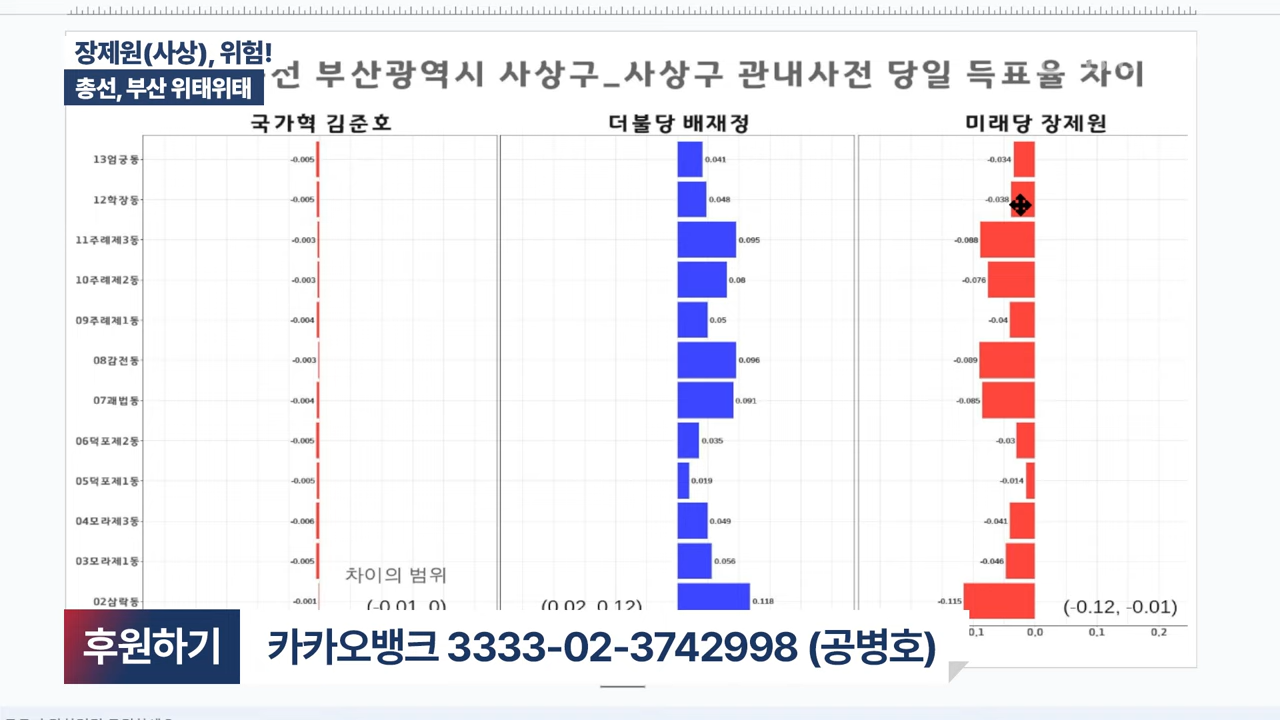 장제원(사상), 위험!
총선, 부산 위태위태
선 부산광역시 사상구_사상구 관내사전 당일 득표율 차이
국가혁 김준호 더불당 배재정 미래당 장제원
13엄궁동 -0.005 0.041 -0.034
12학장동 -0.005 0.048 -0.038
11주례제3동 -0.003 0.095 -0.088
10주례제2동 -0.003 0.08 -0.076
09주례제1동 -0.004 0.05 -0.04
08감전동 -0.003 0.096 -0.089
07괘법동 -0.004 0.091 -0.085
06덕포제2동 -0.005 0.035 -0.03
05덕포제1동 -0.005 0.019 -0.014
04모라제3동 -0.006 0.049 -0.041
03모라제1동 -0.005 0.056 -0.046
차이의 범위
02삼락동 -0.001 0.118 -0.115
(-0.01, 0) (0.02, 0.12) (-0.12, -0.01)
0,1 0,0 0,1 0,2
후원하기 카카오뱅크 3333-02-3742998 (공병호)